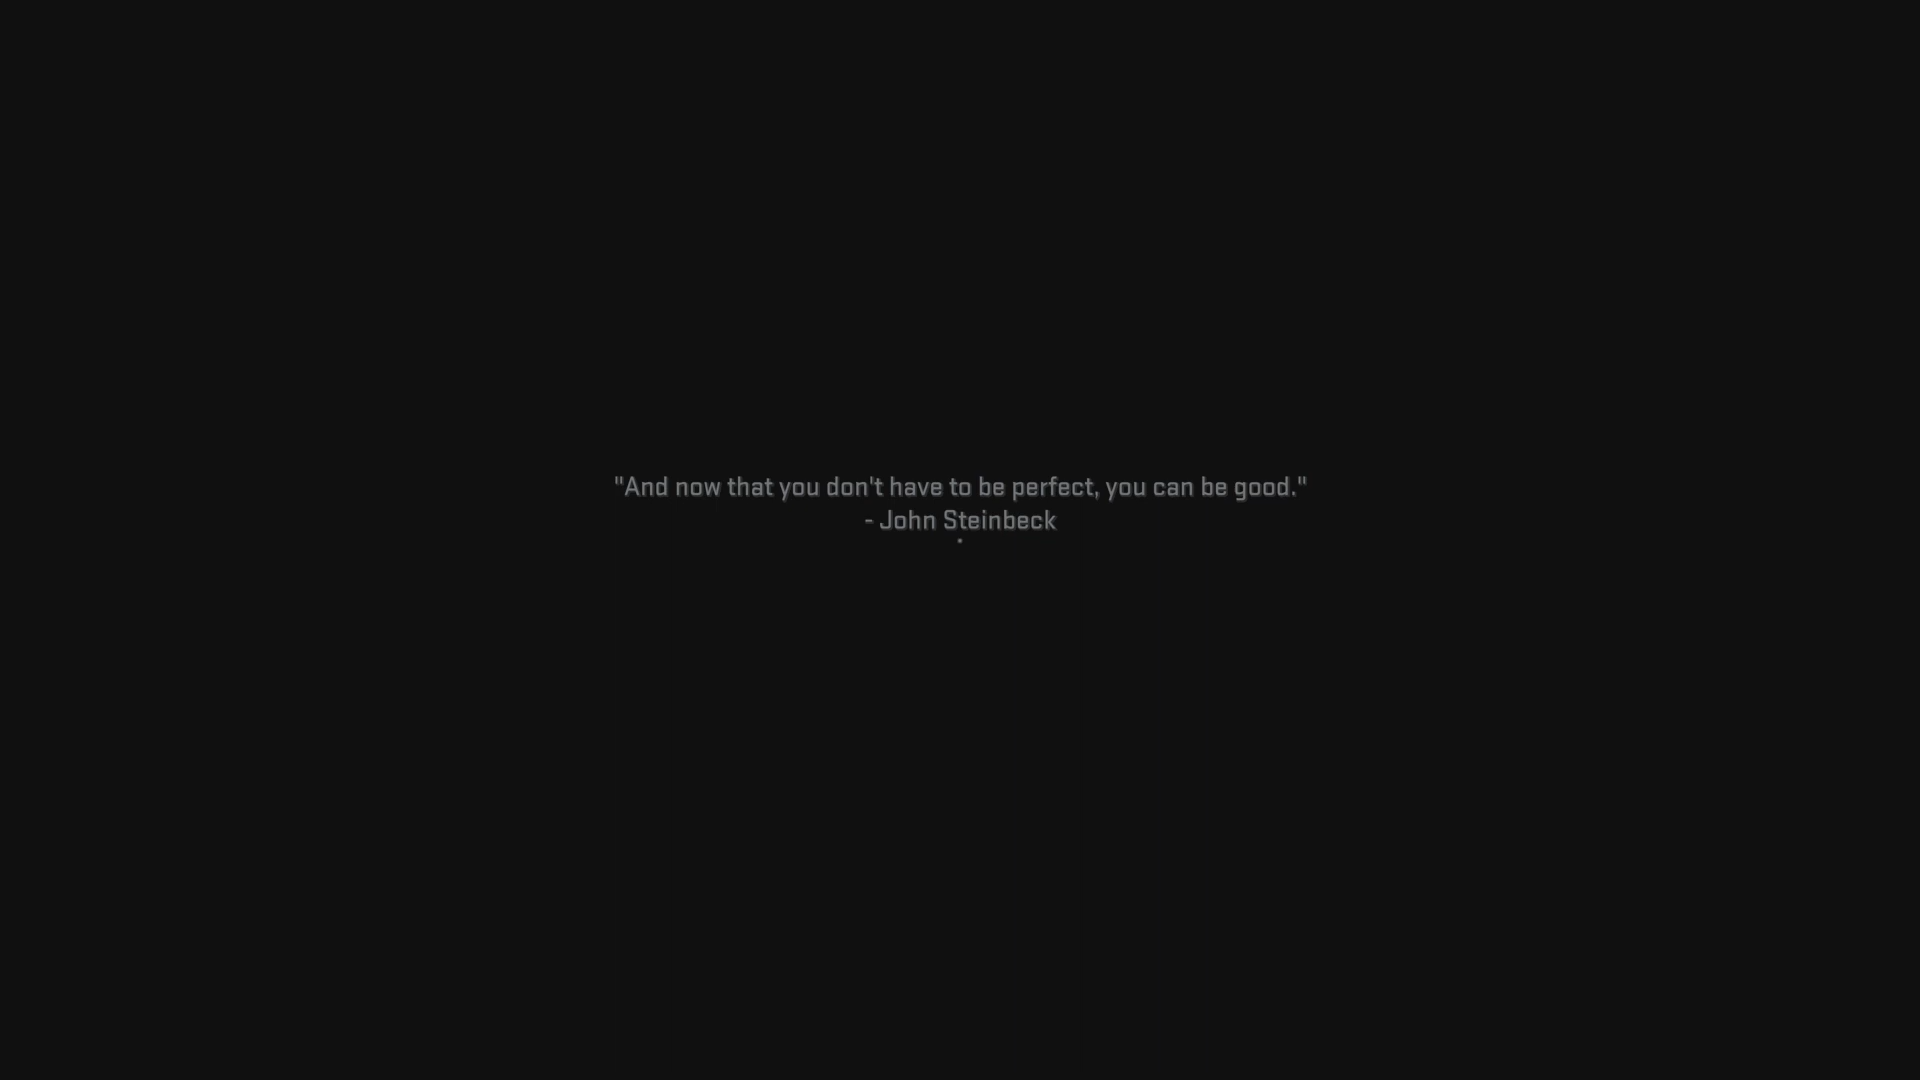 "And now that you don't have to be perfect, you can be good."
- John Steinbeck